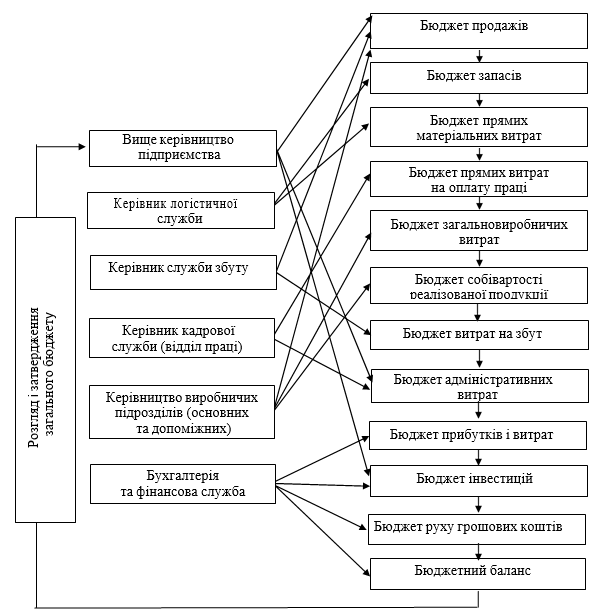 Розгляд і затвердження
загального бюджету
Вище керівництво
підприємства
Керівник логістичної
служби
Керівник служби збуту
Керівник кадрової
служби (відділ праці)
Керівництво виробничих
підрозділів (основних
та допоміжних)
Бухгалтерія
та фінансова служба
Бюджет продажів
Бюджет запасів
Бюджет прямих
матеріальних витрат
Бюджет прямих витрат
на оплату праці
Бюджет загальновиробничих
витрат
Бюджет собівартості
реалізованої продукції
Бюджет витрат на збут
Бюджет адміністративних
витрат
Бюджет прибутків і витрат
Бюджет інвестицій
Бюджет руху грошових коштів
Бюджетний баланс